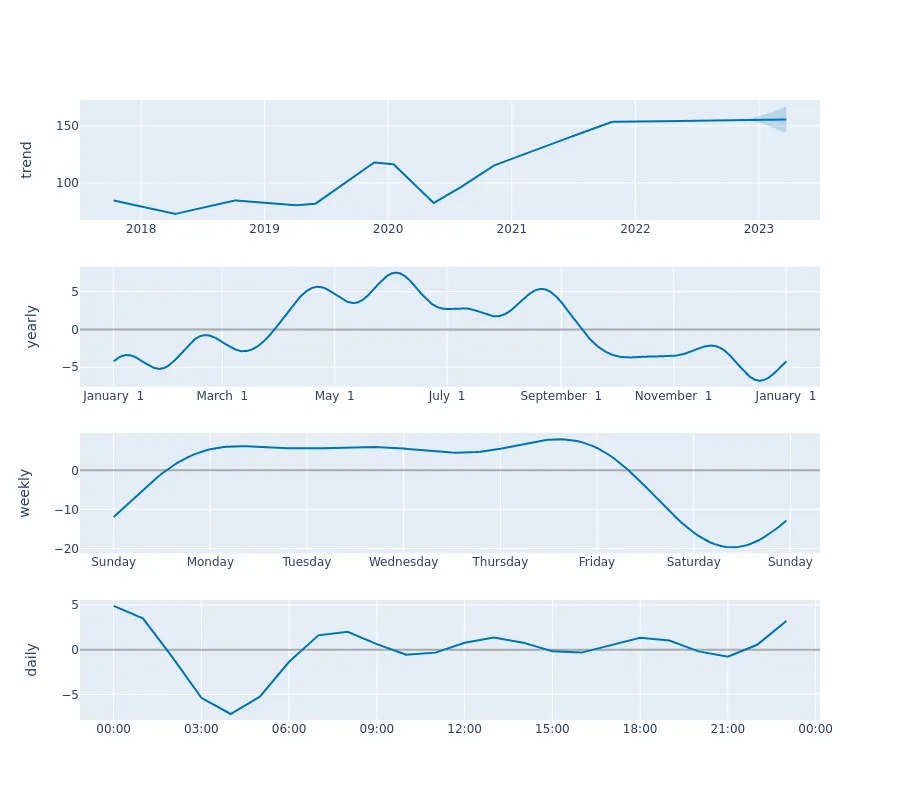 trend
150
100
2018 2019 2020 2021 2022 2023
yearly
5
0
−5
January 1 March 1 May 1 July 1 September 1 November 1 January 1
weekly
0
−10
−20
Sunday Monday Tuesday Wednesday Thursday Friday Saturday Sunday
daily
5
0
−5
00:00 03:00 06:00 09:00 12:00 15:00 18:00 21:00 00:00